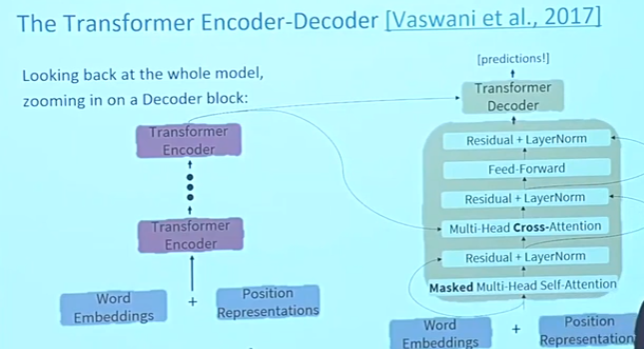 The Transformer Encoder-Decoder [Vaswani et al., 2017]
Looking back at the whole model,
zooming in on a Decoder block:
Transformer
Encoder
Transformer
Encoder
Word
Embeddings
+
Position
Representations
[predictions!]
Transformer
Decoder
Residual + LayerNorm
Feed-Forward
Residual + LayerNorm
Multi-Head Cross-Attention
Residual + LayerNorm
Masked Multi-Head Self-Attention
Word
Embeddings
+
Position
Representation